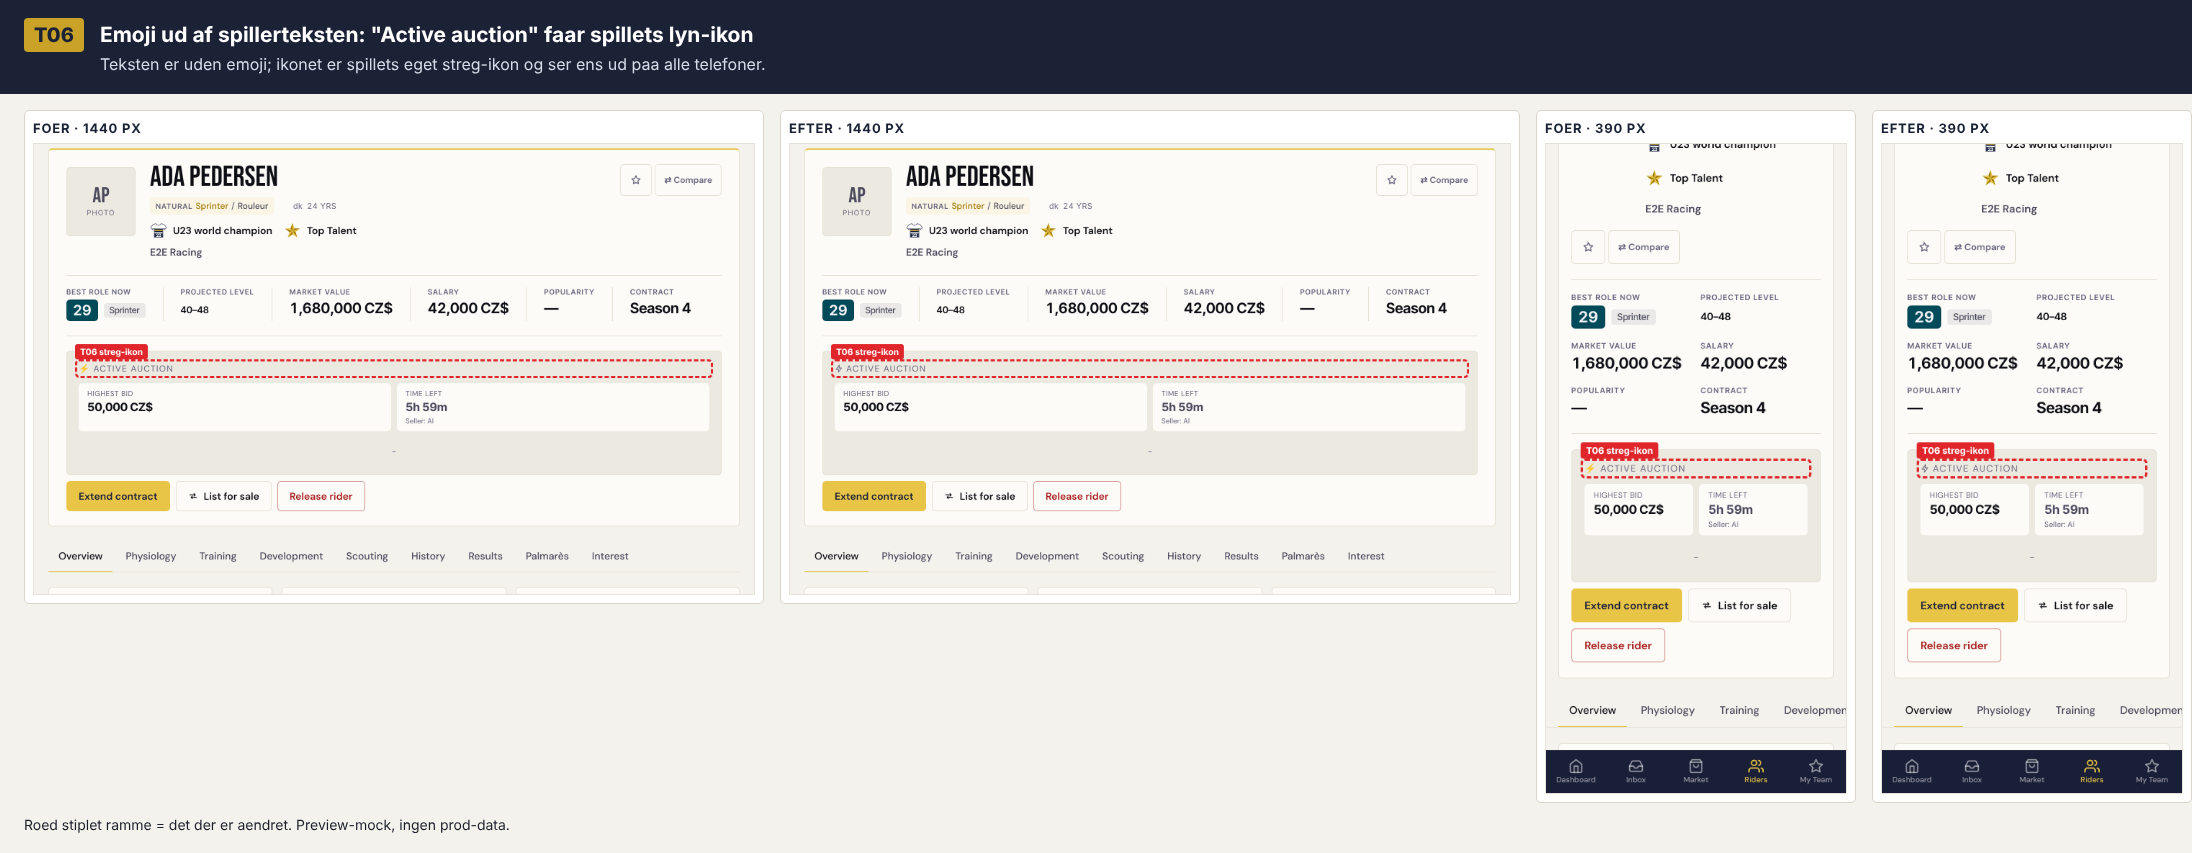 T06
Emoji ud af spillerteksten: "Active auction" faar spillets lyn-ikon
Teksten er uden emoji; ikonet er spillets eget streg-ikon og ser ens ud paa alle telefoner.
FOER · 1440 PX
AP
PHOTO
ADA PEDERSEN
NATURAL Sprinter / Rouleur dk 24 YRS
U23 world champion Top Talent
E2E Racing
Compare
BEST ROLE NOW PROJECTED LEVEL MARKET VALUE SALARY POPULARITY CONTRACT
29 Sprinter 40–48 1,680,000 CZ$ 42,000 CZ$ — Season 4
T06 streg-ikon
⚡ ACTIVE AUCTION
HIGHEST BID TIME LEFT
50,000 CZ$ 5h 59m
Seller: AI
-
Extend contract List for sale Release rider
Overview Physiology Training Development Scouting History Results Palmarès Interest
EFTER · 1440 PX
AP
PHOTO
ADA PEDERSEN
NATURAL Sprinter / Rouleur dk 24 YRS
U23 world champion Top Talent
E2E Racing
Compare
BEST ROLE NOW PROJECTED LEVEL MARKET VALUE SALARY POPULARITY CONTRACT
29 Sprinter 40–48 1,680,000 CZ$ 42,000 CZ$ — Season 4
T06 streg-ikon
ACTIVE AUCTION
HIGHEST BID TIME LEFT
50,000 CZ$ 5h 59m
Seller: AI
-
Extend contract List for sale Release rider
Overview Physiology Training Development Scouting History Results Palmarès Interest
FOER · 390 PX
U23 world champion
Top Talent
E2E Racing
Compare
BEST ROLE NOW PROJECTED LEVEL
29 Sprinter 40–48
MARKET VALUE SALARY
1,680,000 CZ$ 42,000 CZ$
POPULARITY CONTRACT
— Season 4
T06 streg-ikon
⚡ ACTIVE AUCTION
HIGHEST BID TIME LEFT
50,000 CZ$ 5h 59m
Seller: AI
-
Extend contract List for sale
Release rider
Overview Physiology Training Developmen
Dashboard Inbox Market Riders My Team
EFTER · 390 PX
U23 world champion
Top Talent
E2E Racing
Compare
BEST ROLE NOW PROJECTED LEVEL
29 Sprinter 40–48
MARKET VALUE SALARY
1,680,000 CZ$ 42,000 CZ$
POPULARITY CONTRACT
— Season 4
T06 streg-ikon
ACTIVE AUCTION
HIGHEST BID TIME LEFT
50,000 CZ$ 5h 59m
Seller: AI
-
Extend contract List for sale
Release rider
Overview Physiology Training Developmen
Dashboard Inbox Market Riders My Team
Roed stiplet ramme = det der er aendret. Preview-mock, ingen prod-data.